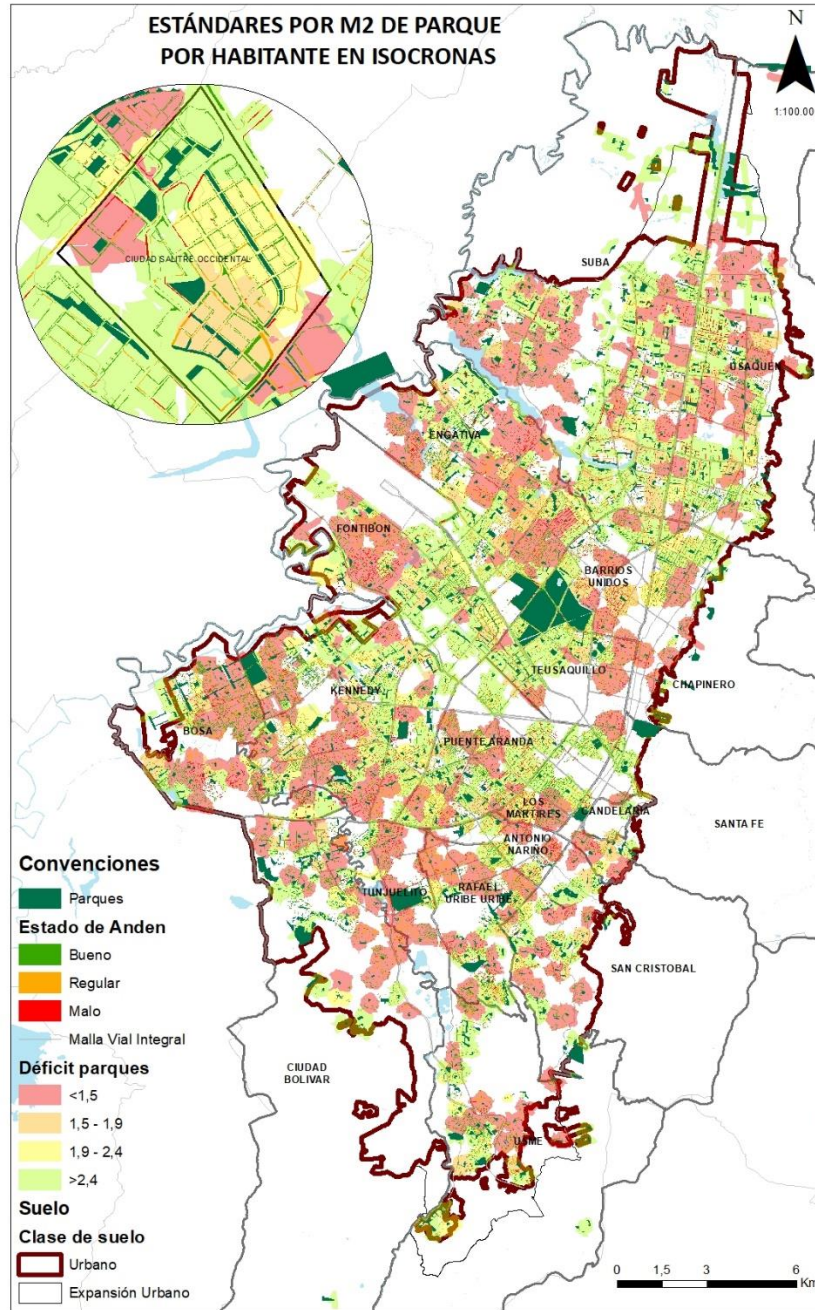 ESTÁNDARES POR M2 DE PARQUE
POR HABITANTE EN ISOCRONAS
N
1:100.00
CIUDAD SALITRE OCCIDENTAL
SUBA
USAQUEN
ENGATIVA
FONTIBON
BARRIOS
UNIDOS
TEUSAQUILLO
CHAPINERO
KENNEDY
BOSA
PUENTE ARANDA
LOS
MARTIRES
CANDELARIA
SANTA FE
ANTONIO
NARIÑO
TUNJUELITO
RAFAEL
URIBE URIBE
SAN CRISTOBAL
CIUDAD
BOLIVAR
USME
Convenciones
Parques
Estado de Anden
Bueno
Regular
Malo
Malla Vial Integral
Déficit parques
<1,5
1,5 - 1,9
1,9 - 2,4
>2,4
Suelo
Clase de suelo
Urbano
Expansión Urbano
0 1,5 3 6
Km